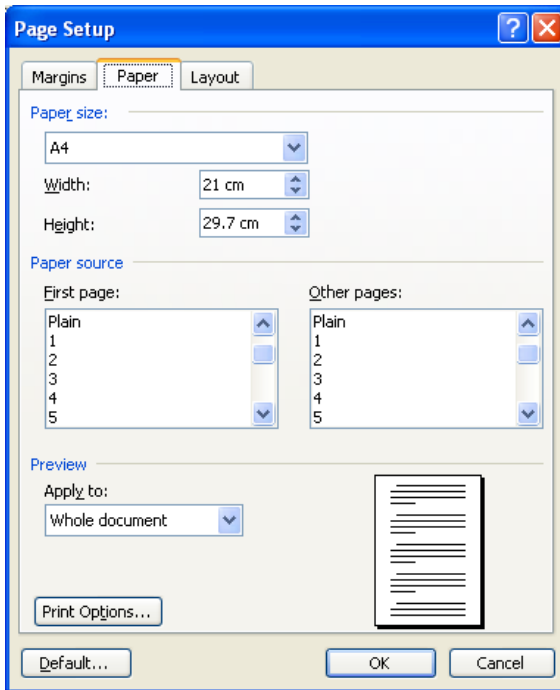 Page Setup
Margins Paper Layout
Paper size:
A4
Width: 21 cm
Height: 29.7 cm
Paper source
First page: Other pages:
Plain Plain
1 1
2 2
3 3
4 4
5 5
Preview
Apply to:
Whole document
Print Options...
Default... OK Cancel